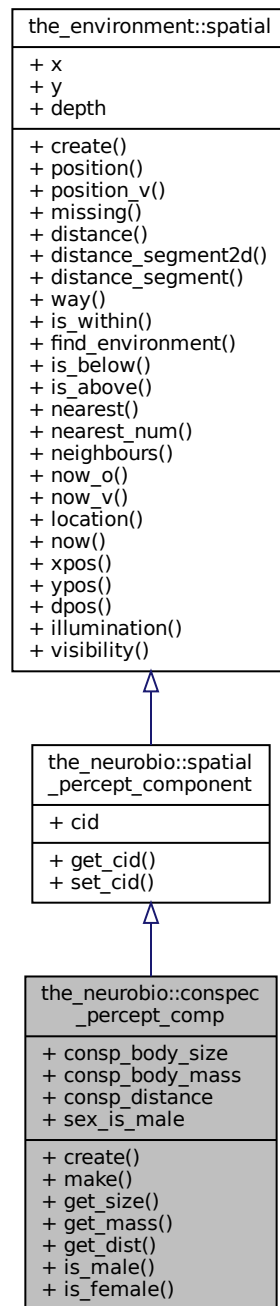 the_environment::spatial
+ x
+ y
+ depth
+ create()
+ position()
+ position_v()
+ missing()
+ distance()
+ distance_segment2d()
+ distance_segment()
+ way()
+ is_within()
+ find_environment()
+ is_below()
+ is_above()
+ nearest()
+ nearest_num()
+ neighbours()
+ now_o()
+ now_v()
+ location()
+ now()
+ xpos()
+ ypos()
+ dpos()
+ illumination()
+ visibility()
the_neurobio::spatial
_percept_component
+ cid
+ get_cid()
+ set_cid()
the_neurobio::conspec
_percept_comp
+ consp_body_size
+ consp_body_mass
+ consp_distance
+ sex_is_male
+ create()
+ make()
+ get_size()
+ get_mass()
+ get_dist()
+ is_male()
+ is_female()